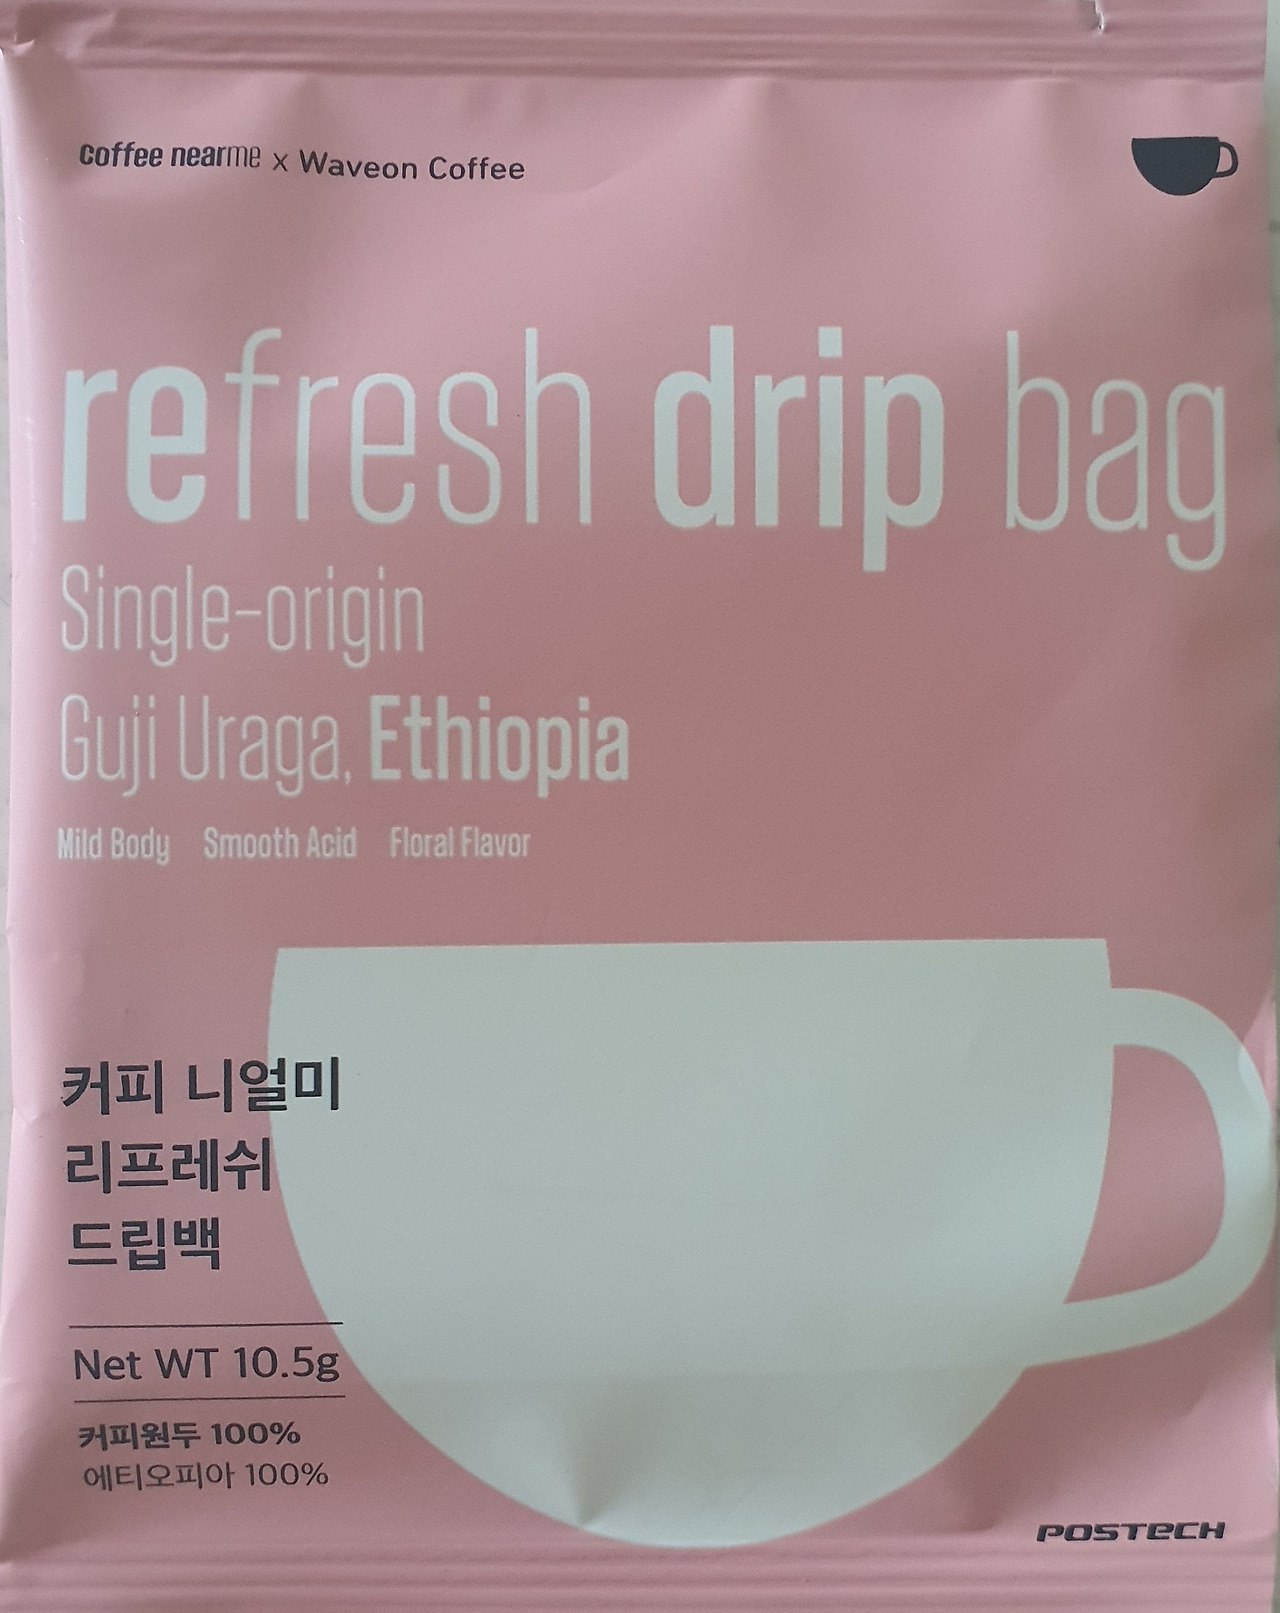 coffee nearme x Waveon Coffee
refresh drip bag
Single-origin
Guji Uraga, Ethiopia
Mild Body Smooth Acid Floral Flavor
커피 니얼미
리프레쉬
드립백
Net WT 10.5g
커피원두 100%
에티오피아 100%
POSTECH